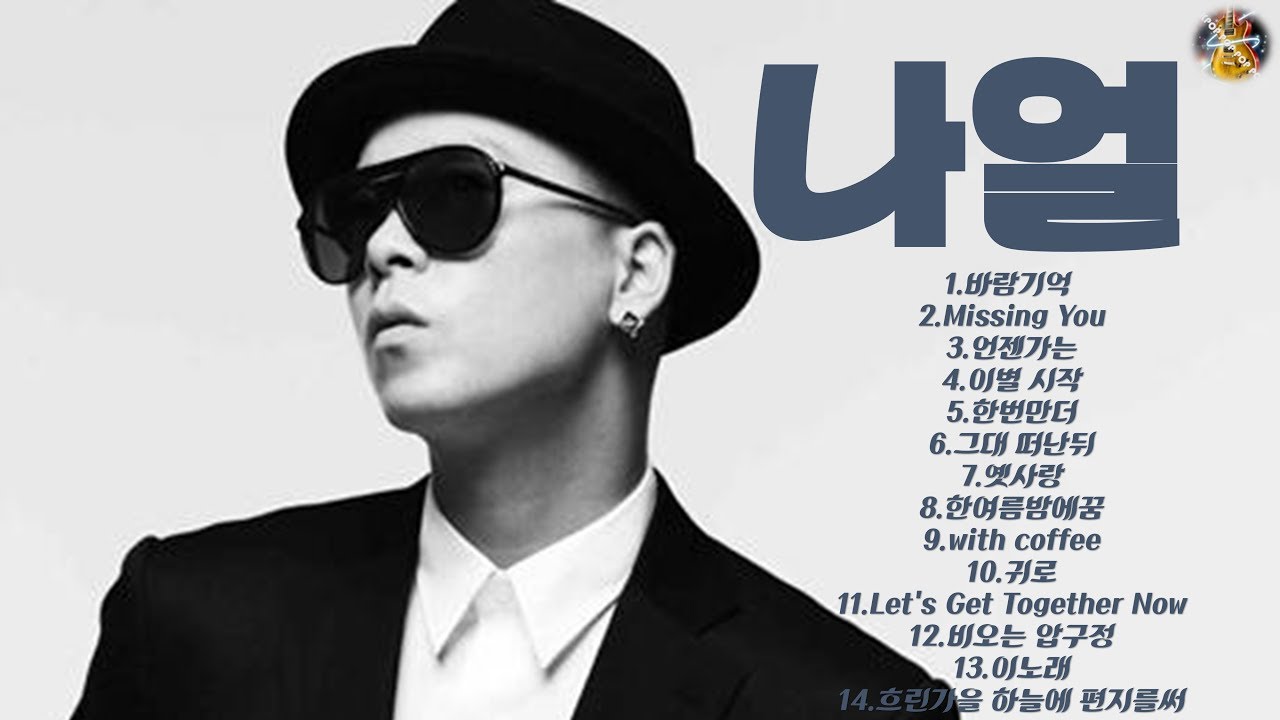 나얼
1.바람기억
2.Missing You
3.언젠가는
4.이별 시작
5.한번만더
6.그대 떠난뒤
7.옛사랑
8.한여름밤에꿈
9.with coffee
10.귀로
11.Let's Get Together Now
12.비오는 압구정
13.이노래
14.흐린가을 하늘에 편지를써